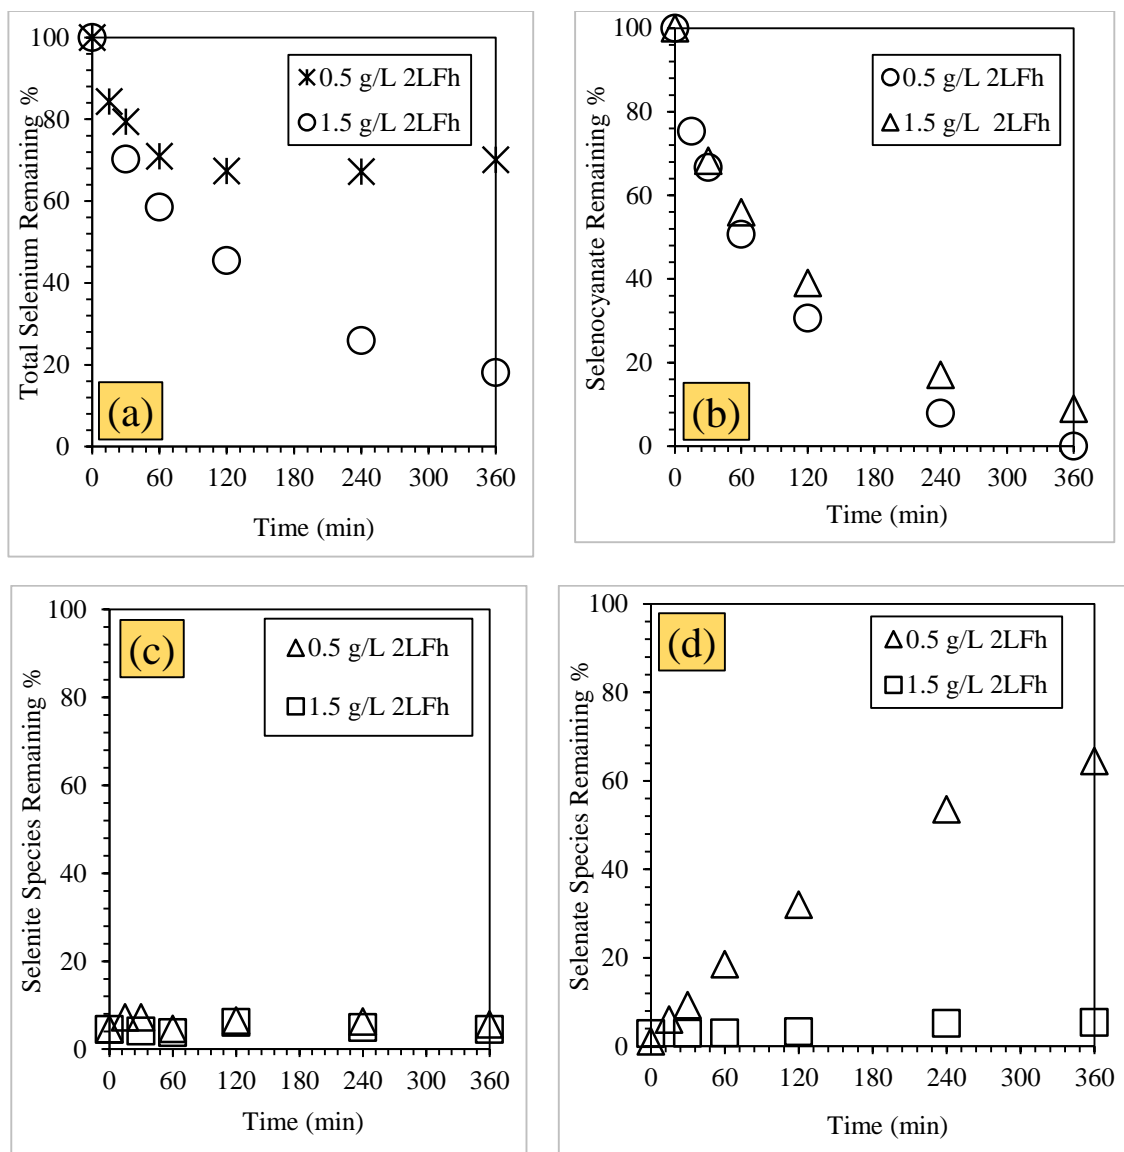 Total Selenium Remaining %
100
80
60
40
20
0
0 60 120 180 240 300 360
Time (min)
0.5 g/L 2LFh
1.5 g/L 2LFh
(a)
Selenocyanate Remaining %
100
80
60
40
20
0
0 60 120 180 240 300 360
Time (min)
0.5 g/L 2LFh
1.5 g/L 2LFh
(b)
Selenite Species Remaining %
100
80
60
40
20
0
0 60 120 180 240 300 360
Time (min)
(c)
0.5 g/L 2LFh
1.5 g/L 2LFh
Selenate Species Remaining %
100
80
60
40
20
0
0 60 120 180 240 300 360
Time (min)
(d)
0.5 g/L 2LFh
1.5 g/L 2LFh